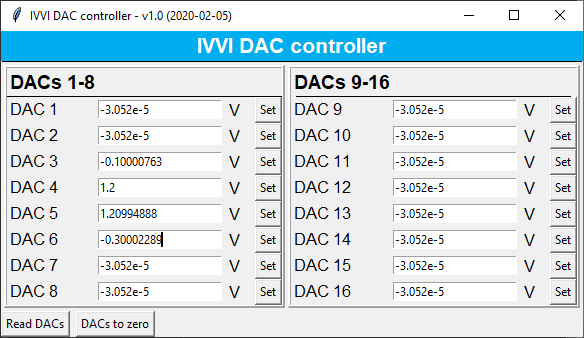 IVVI DAC controller - v1.0 (2020-02-05)
IVVI DAC controller
DACs 1-8
DAC 1 -3.052e-5 V Set
DAC 2 -3.052e-5 V Set
DAC 3 -0.10000763 V Set
DAC 4 1.2 V Set
DAC 5 1.20994888 V Set
DAC 6 -0.30002289 V Set
DAC 7 -3.052e-5 V Set
DAC 8 -3.052e-5 V Set
DACs 9-16
DAC 9 -3.052e-5 V Set
DAC 10 -3.052e-5 V Set
DAC 11 -3.052e-5 V Set
DAC 12 -3.052e-5 V Set
DAC 13 -3.052e-5 V Set
DAC 14 -3.052e-5 V Set
DAC 15 -3.052e-5 V Set
DAC 16 -3.052e-5 V Set
Read DACs DACs to zero